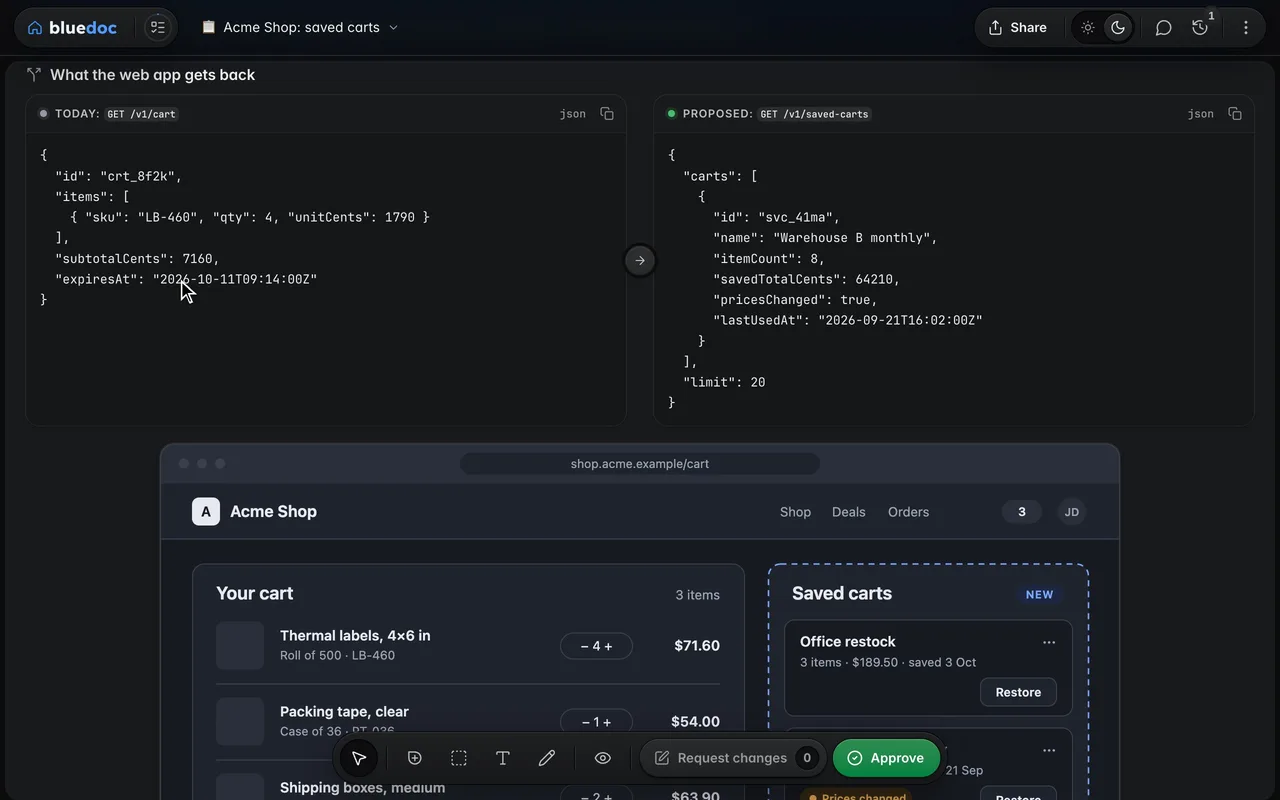 bluedoc
Acme Shop: saved carts
Share
1
What the web app gets back
TODAY: GET /v1/cart
json
{
"id": "crt_8f2k",
"items": [
{ "sku": "LB-460", "qty": 4, "unitCents": 1790 }
],
"subtotalCents": 7160,
"expiresAt": "2026-10-11T09:14:00Z"
}
PROPOSED: GET /v1/saved-carts
json
{
"carts": [
{
"id": "svc_41ma",
"name": "Warehouse B monthly",
"itemCount": 8,
"savedTotalCents": 64210,
"pricesChanged": true,
"lastUsedAt": "2026-09-21T16:02:00Z"
}
],
"limit": 20
}
shop.acme.example/cart
A
Acme Shop
Shop
Deals
Orders
3
JD
Your cart
3 items
Thermal labels, 4×6 in
Roll of 500 · LB-460
− 4 +
$71.60
Packing tape, clear
Case of 36 · PT-036
− 1 +
$54.00
Shipping boxes, medium
− 2 +
$63.90
Saved carts
NEW
Office restock
3 items · $189.50 · saved 3 Oct
Restore
21 Sep
Prices changed
Restore
Request changes 0
Approve